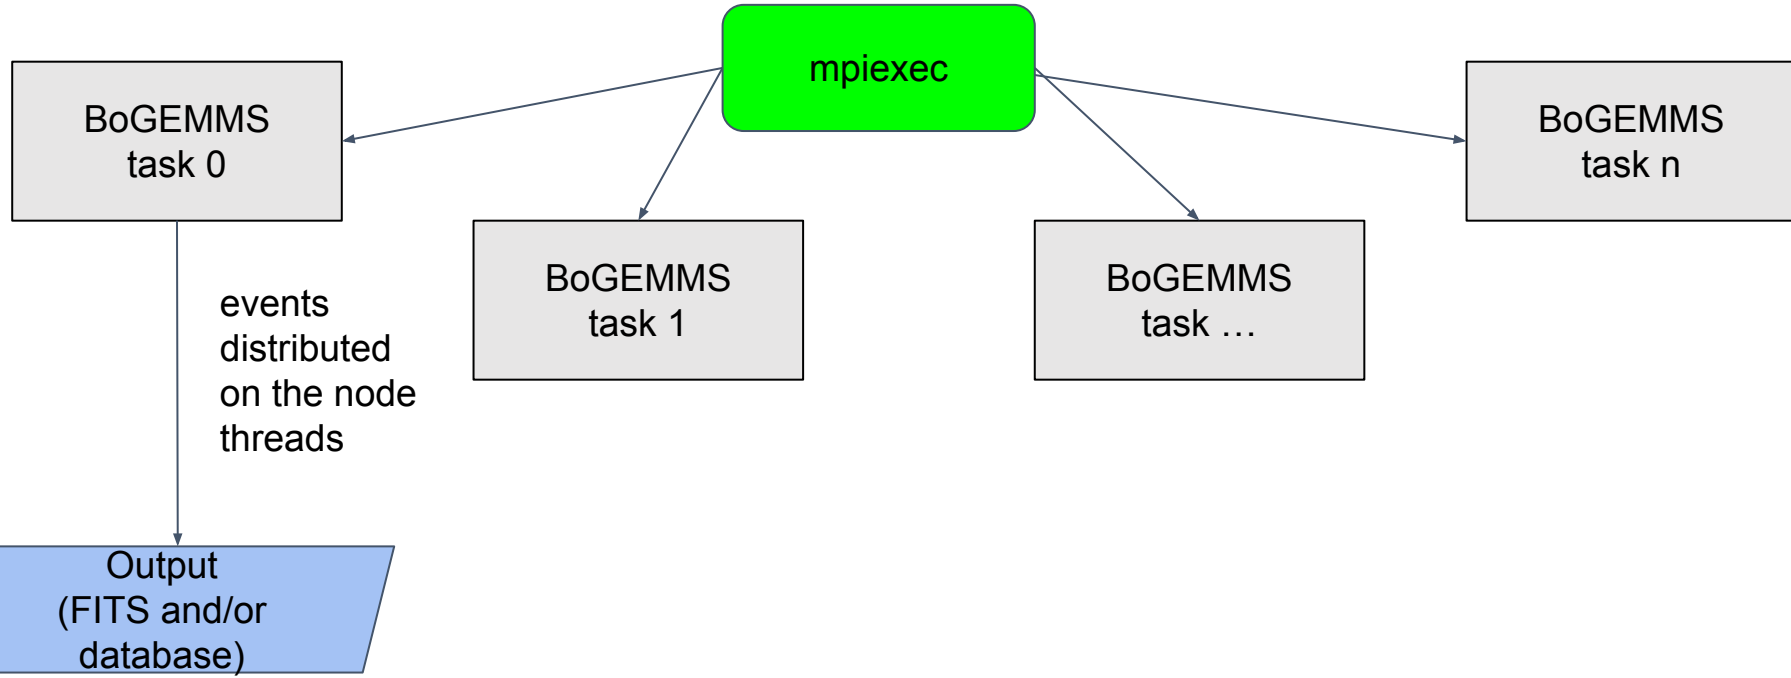 mpiexec
BoGEMMS
task 0
BoGEMMS
task n
BoGEMMS
task 1
BoGEMMS
task …
events
distributed
on the node
threads
Output
(FITS and/or
database)